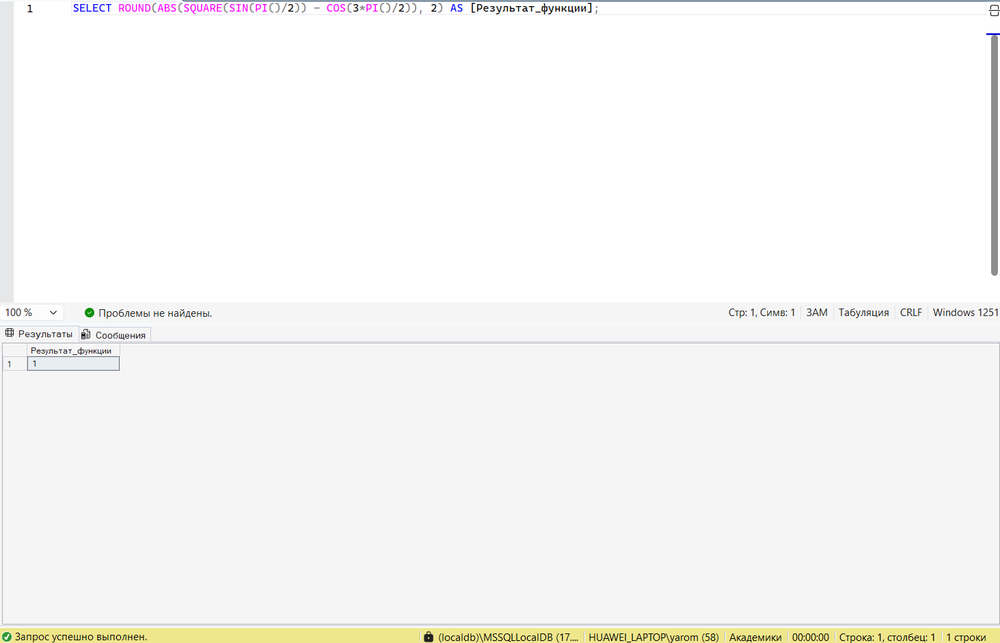 1 SELECT ROUND(ABS(SQUARE(SIN(PI()/2)) - COS(3*PI()/2)), 2) AS [Результат_функции];
100 % Проблемы не найдены. Стр: 1, Симв: 1 ЗАМ Табуляция CRLF Windows 1251
Результаты Сообщения
Результат_функции
1 1
Запрос успешно выполнен. (localdb)\MSSQLLocalDB (17.... HUAWEI_LAPTOP\yarom (58) Академики 00:00:00 Строка: 1, столбец: 1 1 строки